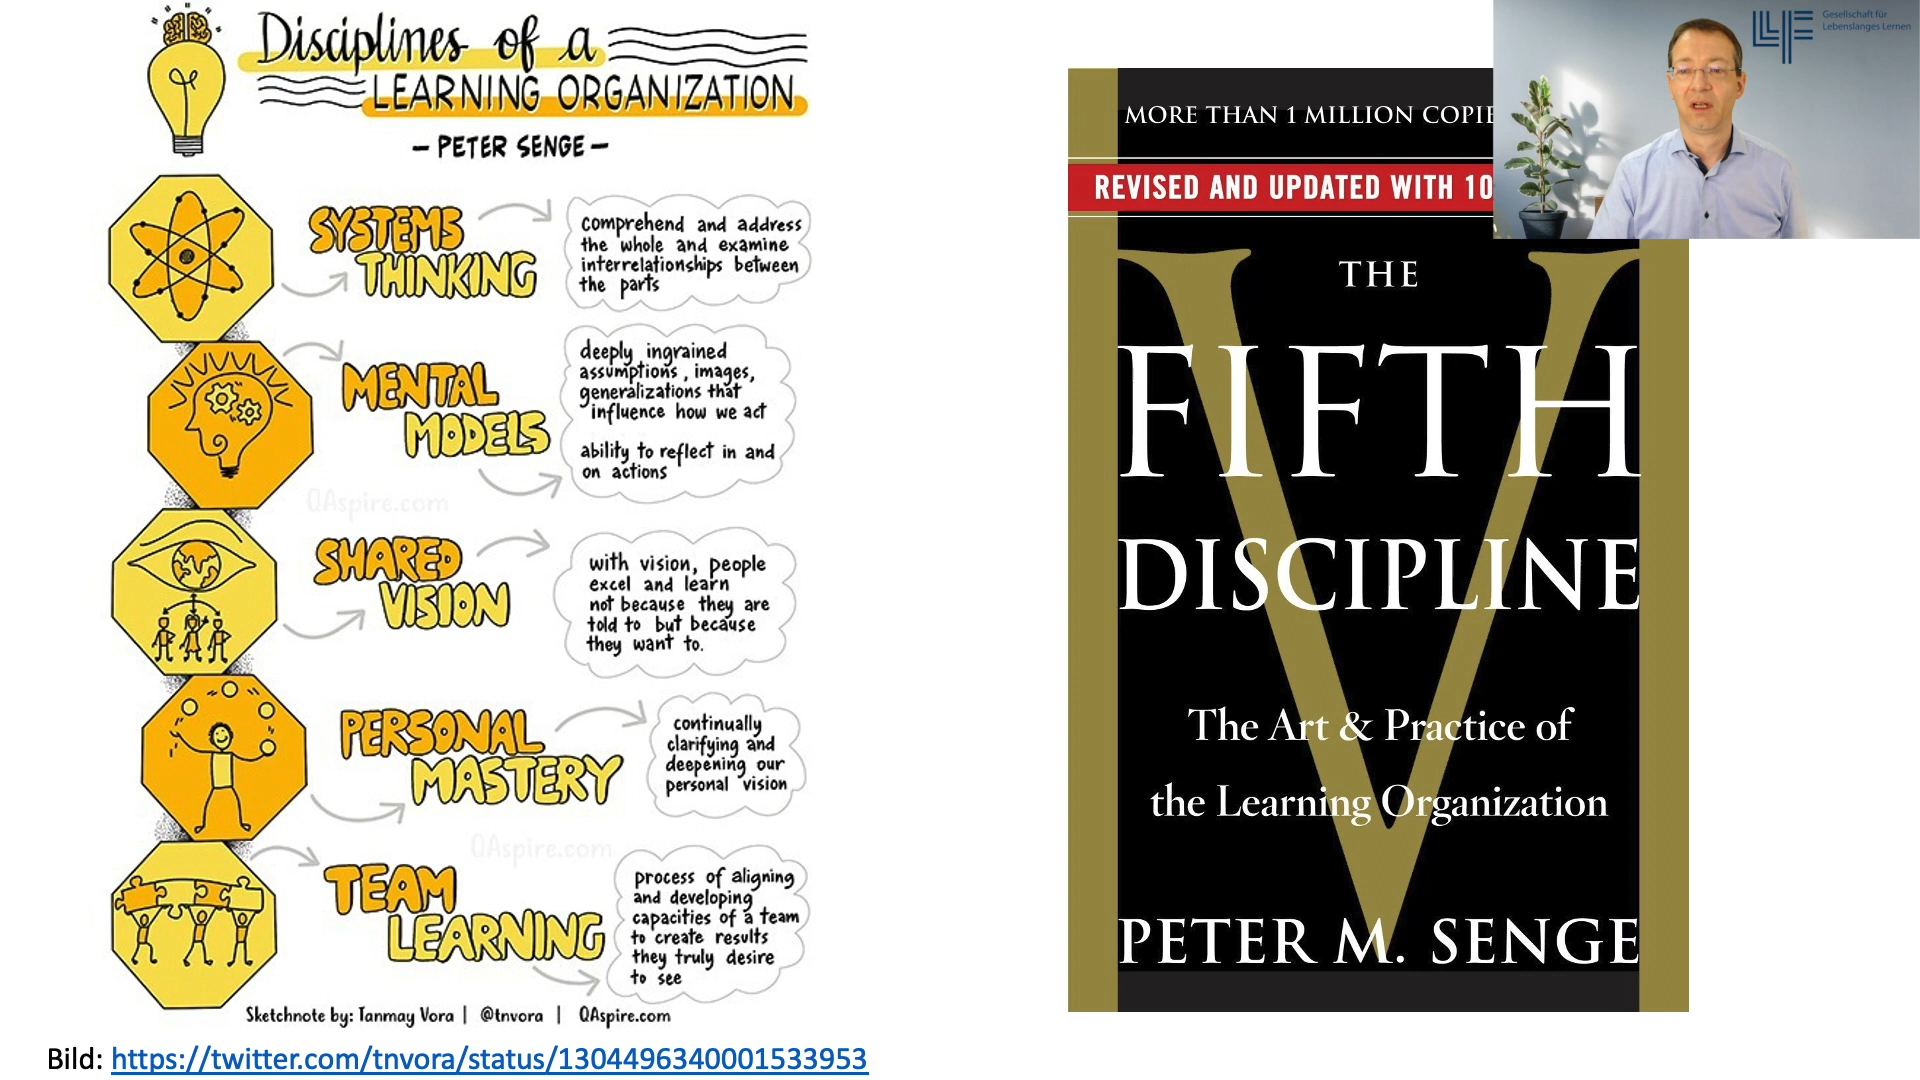 Disciplines of a
LEARNING ORGANIZATION
– PETER SENGE –
SYSTEMS
THINKING
comprehend and address
the whole and examine
interrelationships between
the parts
MENTAL
MODELS
deeply ingrained
assumptions, images,
generalizations that
influence how we act
ability to reflect in and
on actions
QAspire.com
SHARED
VISION
with vision, people
excel and learn
not because they are
told to but because
they want to.
PERSONAL
MASTERY
continually
clarifying and
deepening our
personal vision
QAspire.com
TEAM
LEARNING
process of aligning
and developing
capacities of a team
to create results
they truly desire
to see
Sketchnote by: Tanmay Vora | @tnvora | QAspire.com
Bild: https://twitter.com/tnvora/status/1304496340001533953
MORE THAN 1 MILLION COPIE
REVISED AND UPDATED WITH 10
THE
FIFTH
DISCIPLINE
The Art & Practice of
the Learning Organization
PETER M. SENGE
Gesellschaft für
Lebenslanges Lernen